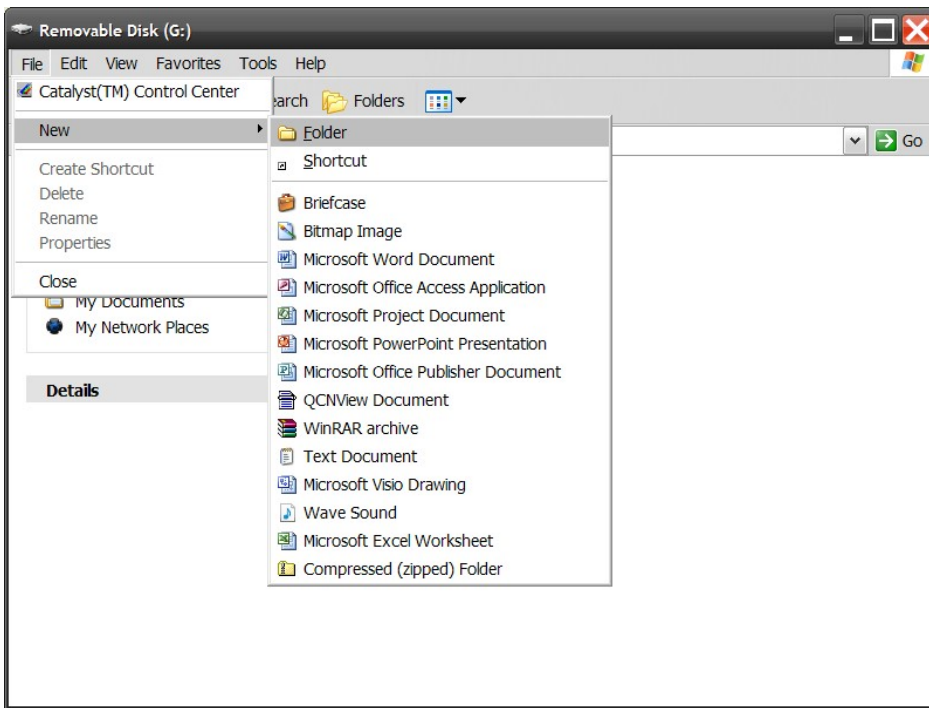 Removable Disk (G:)
File Edit View Favorites Tools Help
Catalyst(TM) Control Center
earch Folders
New
Folder
Go
Shortcut
Create Shortcut
Delete
Rename
Properties
Close
Briefcase
Bitmap Image
Microsoft Word Document
Microsoft Office Access Application
Microsoft Project Document
Microsoft PowerPoint Presentation
Microsoft Office Publisher Document
QCNView Document
WinRAR archive
Text Document
Microsoft Visio Drawing
Wave Sound
Microsoft Excel Worksheet
Compressed (zipped) Folder
My Documents
My Network Places
Details